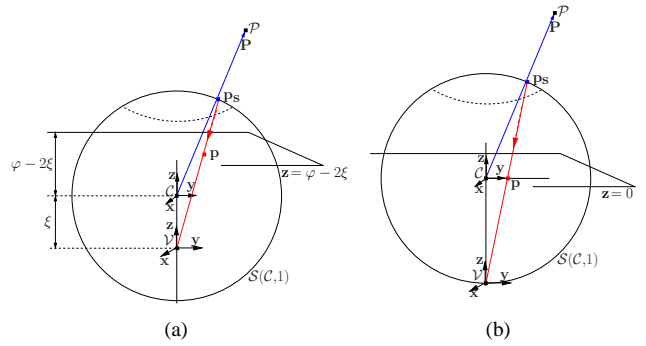 𝒫
P
pₛ
p
φ−2ξ
z=φ−2ξ
z
𝒞
y
x
ξ
z
𝒱
y
x
𝒮(𝒞,1)
(a)
𝒫
P
pₛ
z
𝒞
y
p
x
z=0
z
𝒱
x
𝒮(𝒞,1)
(b)